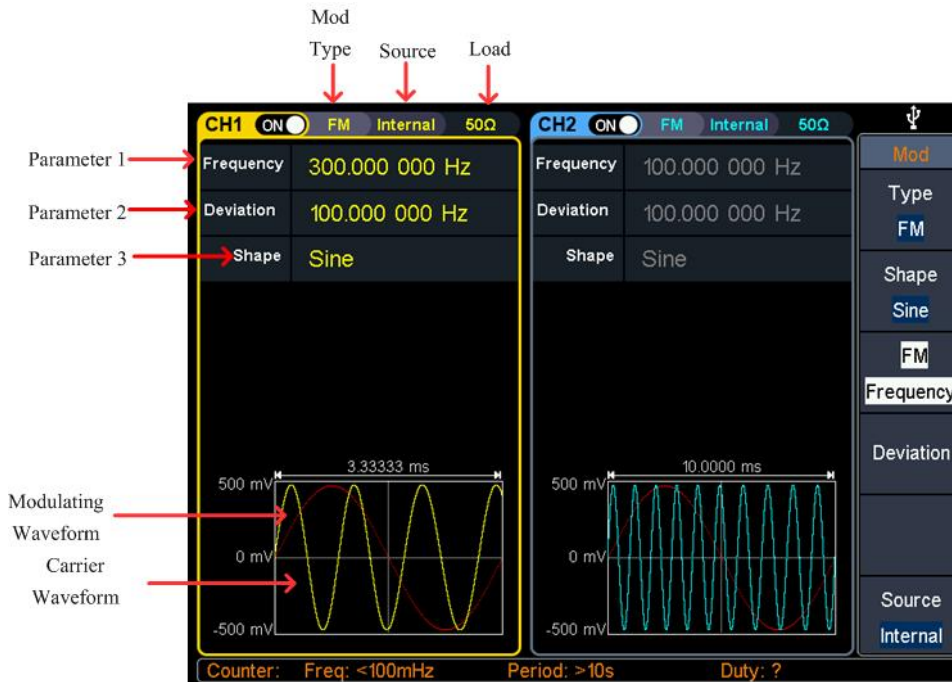 Mod
Type
Source
Load
CH1 ON FM Internal 50Ω
CH2 ON FM Internal 50Ω
Parameter 1
Frequency 300.000 000 Hz
Frequency 100.000 000 Hz
Parameter 2
Deviation 100.000 000 Hz
Deviation 100.000 000 Hz
Parameter 3
Shape Sine
Shape Sine
Mod
Type
FM
Shape
Sine
FM
Frequency
Deviation
Source
Internal
3.33333 ms
500 mV
0 mV
-500 mV
10.0000 ms
500 mV
0 mV
-500 mV
Modulating
Waveform
Carrier
Waveform
Counter: Freq: <100mHz Period: >10s Duty: ?